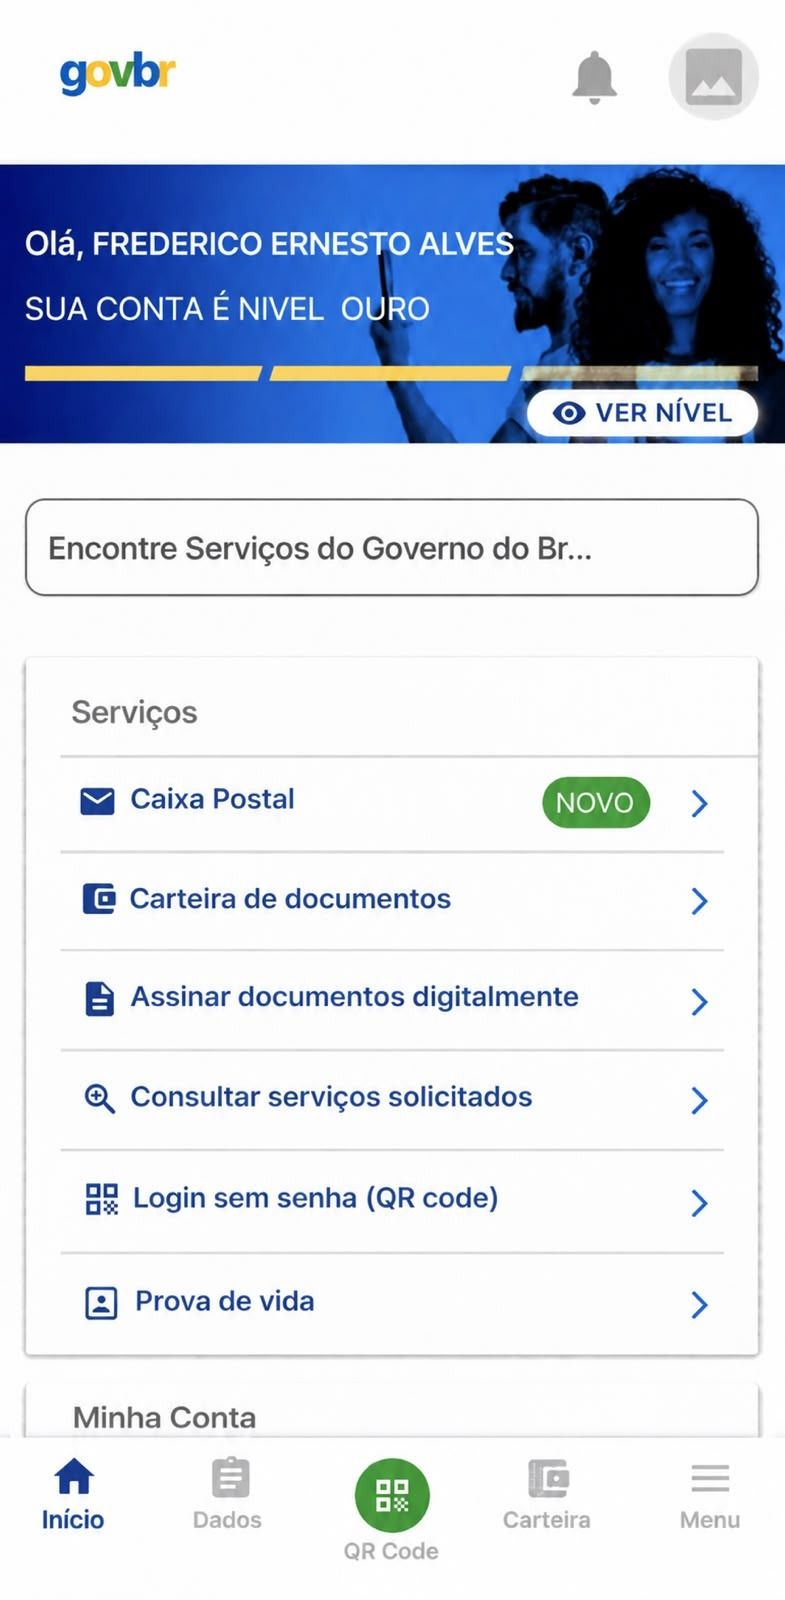 govbr
Olá, FREDERICO ERNESTO ALVES
SUA CONTA É NIVEL OURO
VER NÍVEL
Encontre Serviços do Governo do Br...
Serviços
Caixa Postal NOVO
Carteira de documentos
Assinar documentos digitalmente
Consultar serviços solicitados
Login sem senha (QR code)
Prova de vida
Minha Conta
Início Dados QR Code Carteira Menu